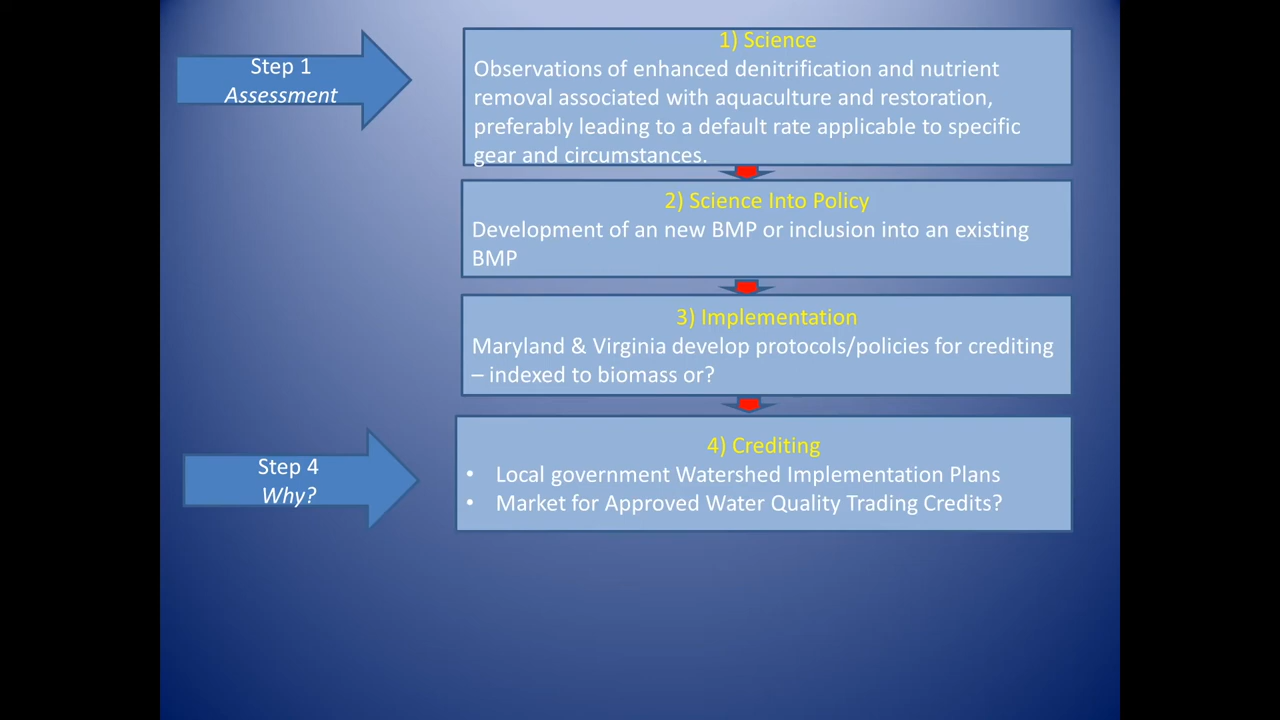 Step 1
Assessment
1) Science
Observations of enhanced denitrification and nutrient
removal associated with aquaculture and restoration,
preferably leading to a default rate applicable to specific
gear and circumstances.
2) Science Into Policy
Development of an new BMP or inclusion into an existing
BMP
3) Implementation
Maryland & Virginia develop protocols/policies for crediting
– indexed to biomass or?
Step 4
Why?
4) Crediting
• Local government Watershed Implementation Plans
• Market for Approved Water Quality Trading Credits?